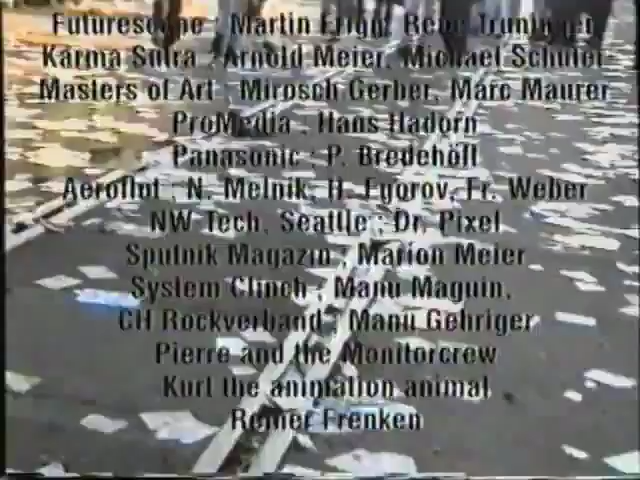 Futurescope : Martin Frigg, Rene Truninger
Karma Sutra : Arnold Meier, Michael Schuler
Masters of Art : Mirosch Gerber, Marc Maurer
ProMedia : Hans Hadorn
Panasonic : P. Bredehöft
Aeroflot : N. Melnik, Fr. Weber
NW Tech, Seattle : Dr. Pixel
Sputnik Magazin : Marion Meier
System Clinch : Manu Maguin,
CH Rockverband : Manu Gehriger
Pierre and the Monitorcrew
Kurt the animation animal
Reiner Frenken